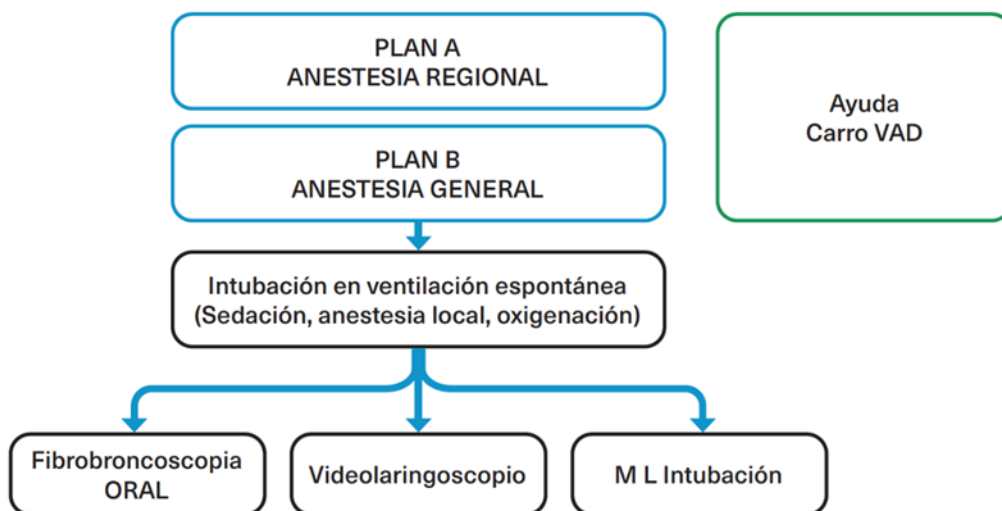 PLAN A
ANESTESIA REGIONAL
Ayuda
Carro VAD
PLAN B
ANESTESIA GENERAL
Intubación en ventilación espontánea
(Sedación, anestesia local, oxigenación)
Fibrobroncoscopia
ORAL
Videolaringoscopio
M L Intubación